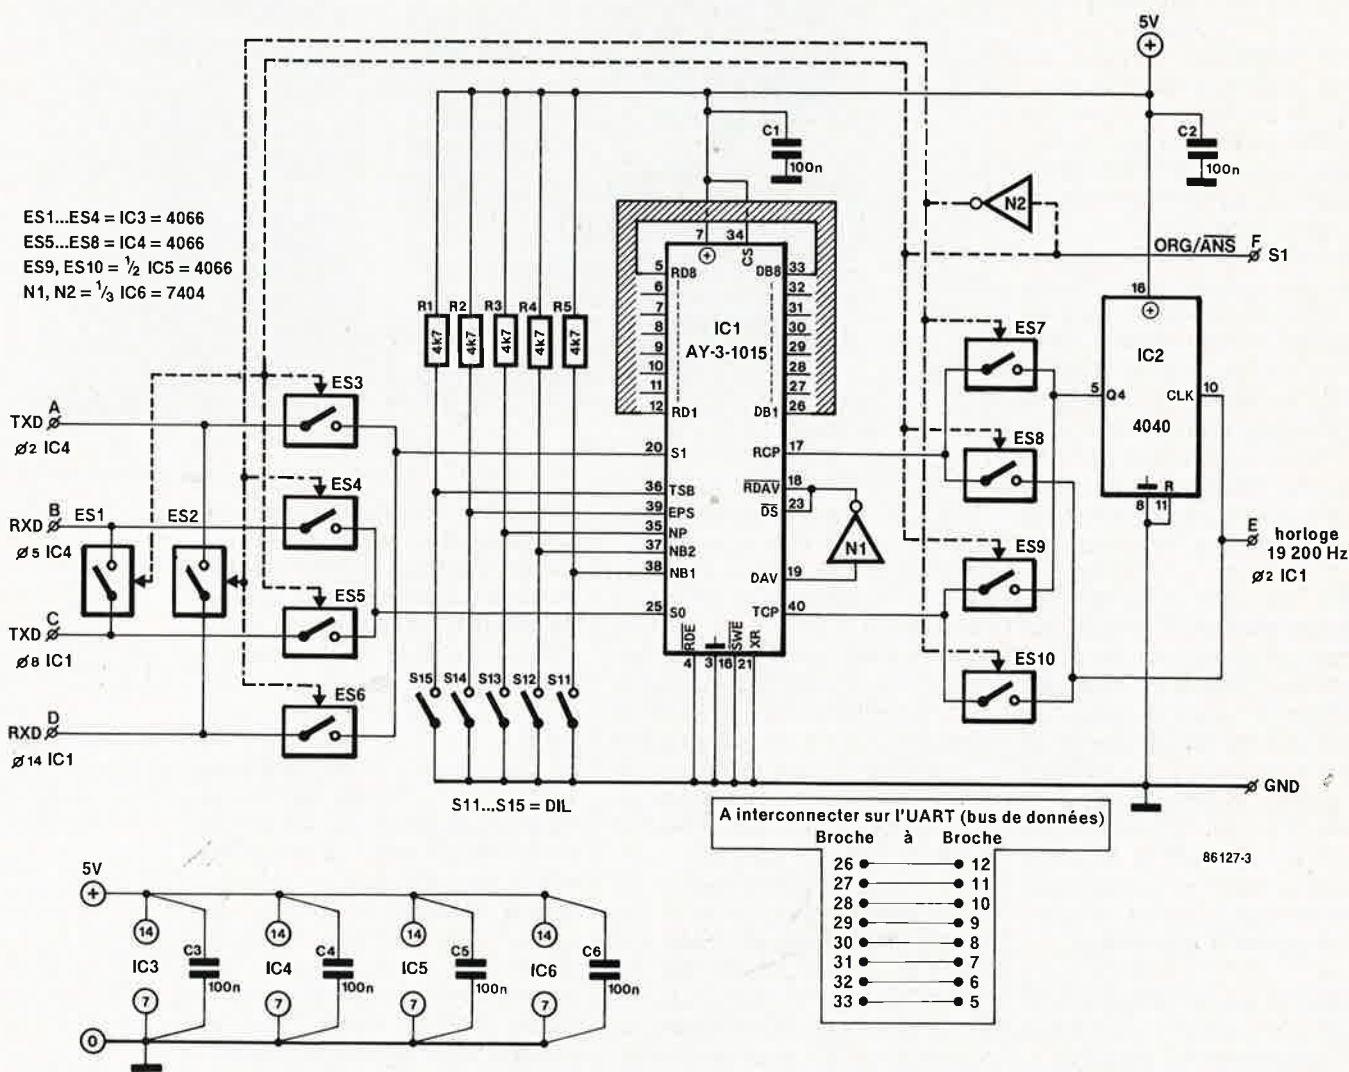 5V
C1
100n
C2
100n
ES1...ES4 = IC3 = 4066
ES5...ES8 = IC4 = 4066
ES9, ES10 = ½ IC5 = 4066
N1, N2 = ⅓ IC6 = 7404
N2
ORG/A̅N̅S̅
F
S1
R1 R2 R3 R4 R5
4k7 4k7 4k7 4k7 4k7
7 34
CS
5 RD8 DB8 33
6 32
7 31
8 30
9 29
10 28
11 27
12 RD1 DB1 26
IC1
AY-3-1015
20 S1 RCP 17
36 TSB R̅D̅A̅V̅ 18
39 EPS D̅S̅ 23
35 NP
37 NB2
38 NB1 DAV 19
25 S0 TCP 40
R̅D̅E̅ S̅W̅E̅ XR
4 3 16 21
N1
16
IC2
5 Q4 CLK 10
4040
R
8 11
ES7
ES8
ES9
ES10
E
horloge
19 200 Hz
ø2 IC1
A
TXD
ø2 IC4
B
RXD
ø5 IC4
C
TXD
ø8 IC1
D
RXD
ø14 IC1
ES1
ES2
ES3
ES4
ES5
ES6
S15 S14 S13 S12 S11
S11...S15 = DIL
GND
A interconnecter sur l'UART (bus de données)
Broche à Broche
26 12
27 11
28 10
29 9
30 8
31 7
32 6
33 5
86127-3
5V
14 14 14 14
IC3 C3 IC4 C4 IC5 C5 IC6 C6
100n 100n 100n 100n
7 7 7 7
0